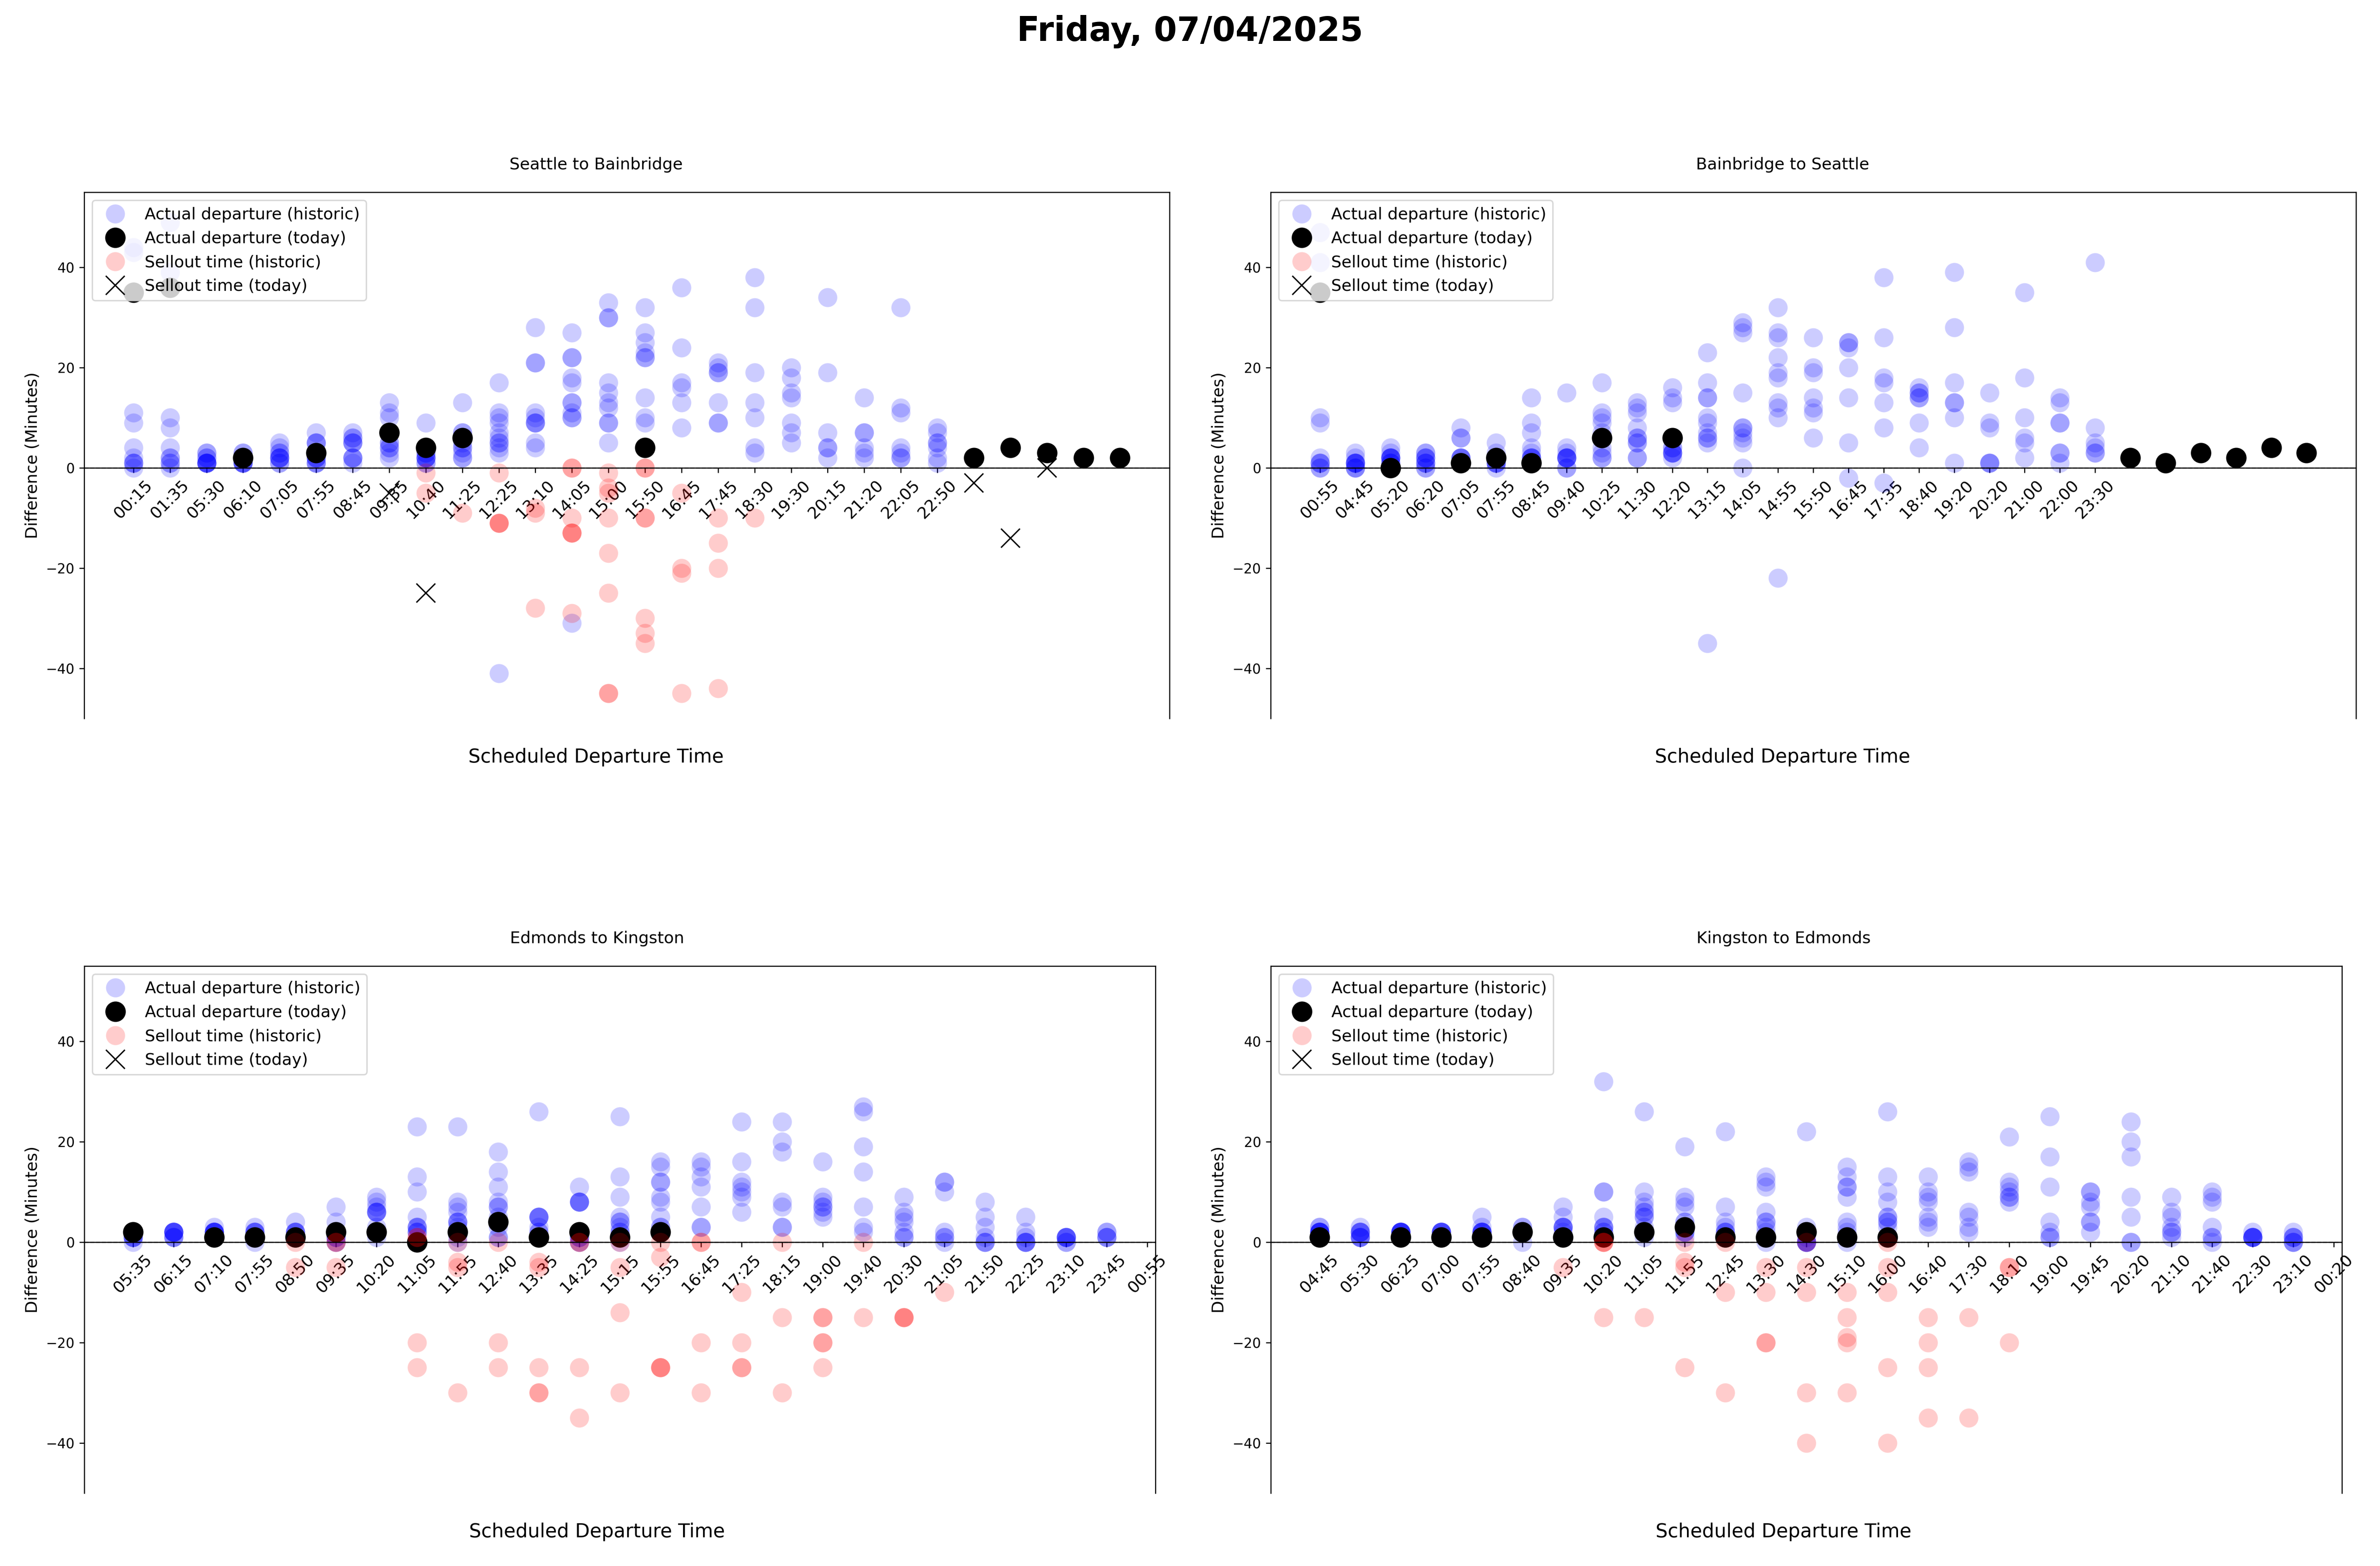 Friday, 07/04/2025
Seattle to Bainbridge
Actual departure (historic)
Actual departure (today)
Sellout time (historic)
Sellout time (today)
Difference (Minutes)
40
20
0
−20
−40
00:15 01:35 05:30 06:10 07:05 07:55 08:45 09:35 10:40 11:25 12:25 13:10 14:05 15:00 15:50 16:45 17:45 18:30 19:30 20:15 21:20 22:05 22:50
Scheduled Departure Time
Bainbridge to Seattle
Actual departure (historic)
Actual departure (today)
Sellout time (historic)
Sellout time (today)
Difference (Minutes)
40
20
0
−20
−40
00:55 04:45 05:20 06:20 07:05 07:55 08:45 09:40 10:25 11:30 12:20 13:15 14:05 14:55 15:50 16:45 17:35 18:40 19:20 20:20 21:00 22:00 23:30
Scheduled Departure Time
Edmonds to Kingston
Actual departure (historic)
Actual departure (today)
Sellout time (historic)
Sellout time (today)
Difference (Minutes)
40
20
0
−20
−40
05:35 06:15 07:10 07:55 08:50 09:35 10:20 11:05 11:55 12:40 13:35 14:25 15:15 15:55 16:45 17:25 18:15 19:00 19:40 20:30 21:05 21:50 22:25 23:10 23:45 00:55
Scheduled Departure Time
Kingston to Edmonds
Actual departure (historic)
Actual departure (today)
Sellout time (historic)
Sellout time (today)
Difference (Minutes)
40
20
0
−20
−40
04:45 05:30 06:25 07:00 07:55 08:40 09:35 10:20 11:05 11:55 12:45 13:30 14:30 15:10 16:00 16:40 17:30 18:10 19:00 19:45 20:20 21:10 21:40 22:30 23:10 00:20
Scheduled Departure Time